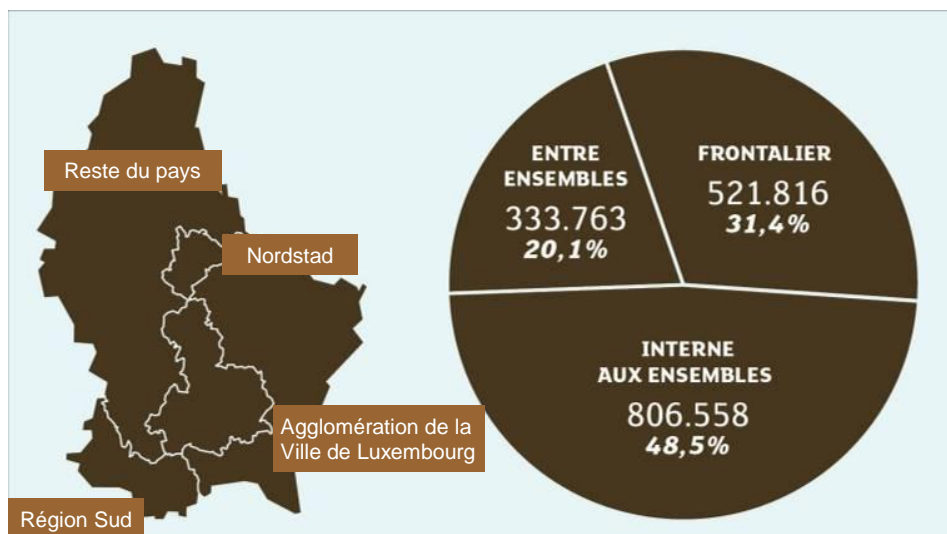 Reste du pays
Nordstad
Agglomération de la
Ville de Luxembourg
Région Sud
ENTRE
ENSEMBLES
333.763
20,1%
FRONTALIER
521.816
31,4%
INTERNE
AUX ENSEMBLES
806.558
48,5%